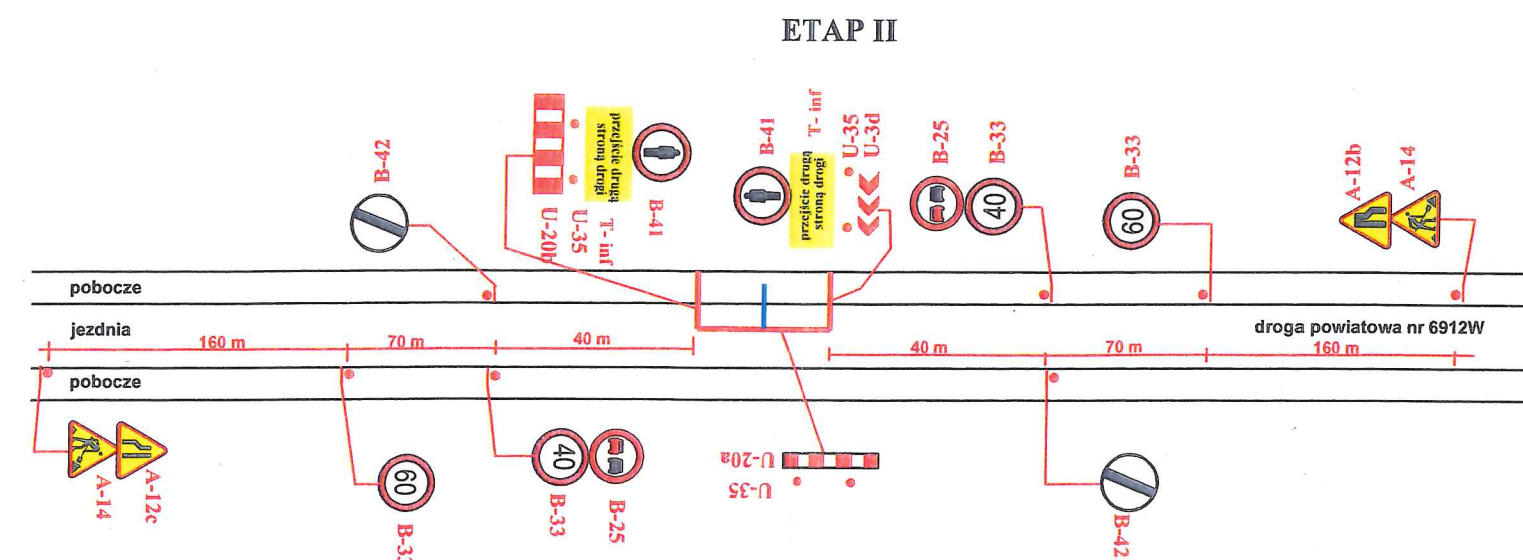 ETAP II
B-42
U-20b
U-35
przejście drugą
stroną drogi
T- inf
B-41
B-41
przejście drugą
stroną drogi
T- inf
U-35
U-3d
B-25
B-33
40
B-33
60
A-12b
A-14
pobocze
jezdnia
droga powiatowa nr 6912W
160 m
70 m
40 m
40 m
70 m
160 m
pobocze
A-14
A-12c
60
40
B-33
B-25
U-20a
U-35
B-42